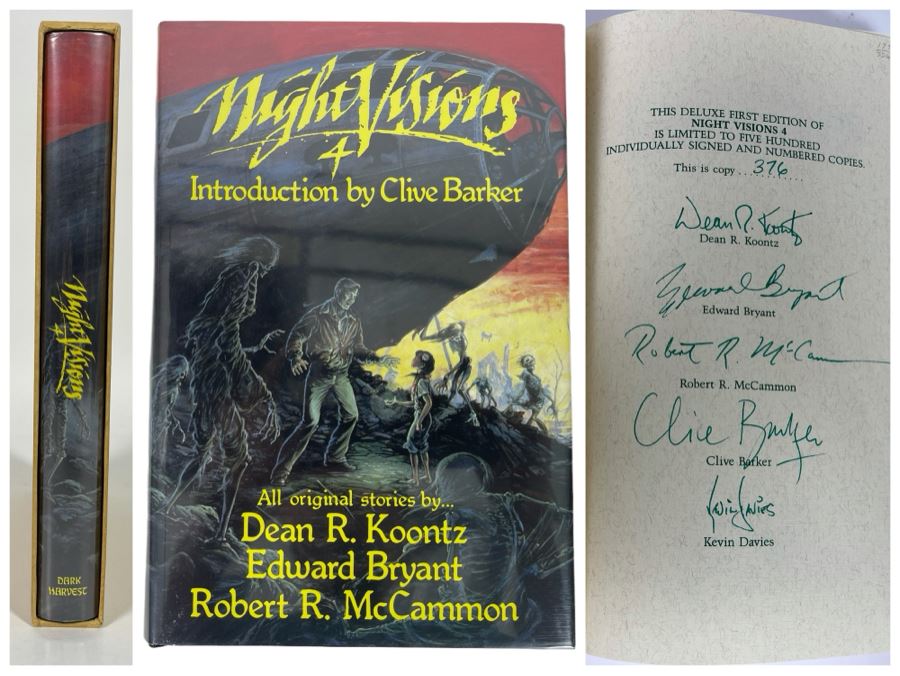 Night Visions
4
DARK
HARVEST
Night Visions
4
Introduction by Clive Barker
All original stories by...
Dean R. Koontz
Edward Bryant
Robert R. McCammon
THIS DELUXE FIRST EDITION OF
NIGHT VISIONS 4
IS LIMITED TO FIVE HUNDRED
INDIVIDUALLY SIGNED AND NUMBERED COPIES.
This is copy . . 376 . . . .
Dean R. Koontz
Dean R. Koontz
Edward Bryant
Edward Bryant
Robert R. McCammon
Robert R. McCammon
Clive Barker
Clive Barker
Kevin Davies
Kevin Davies